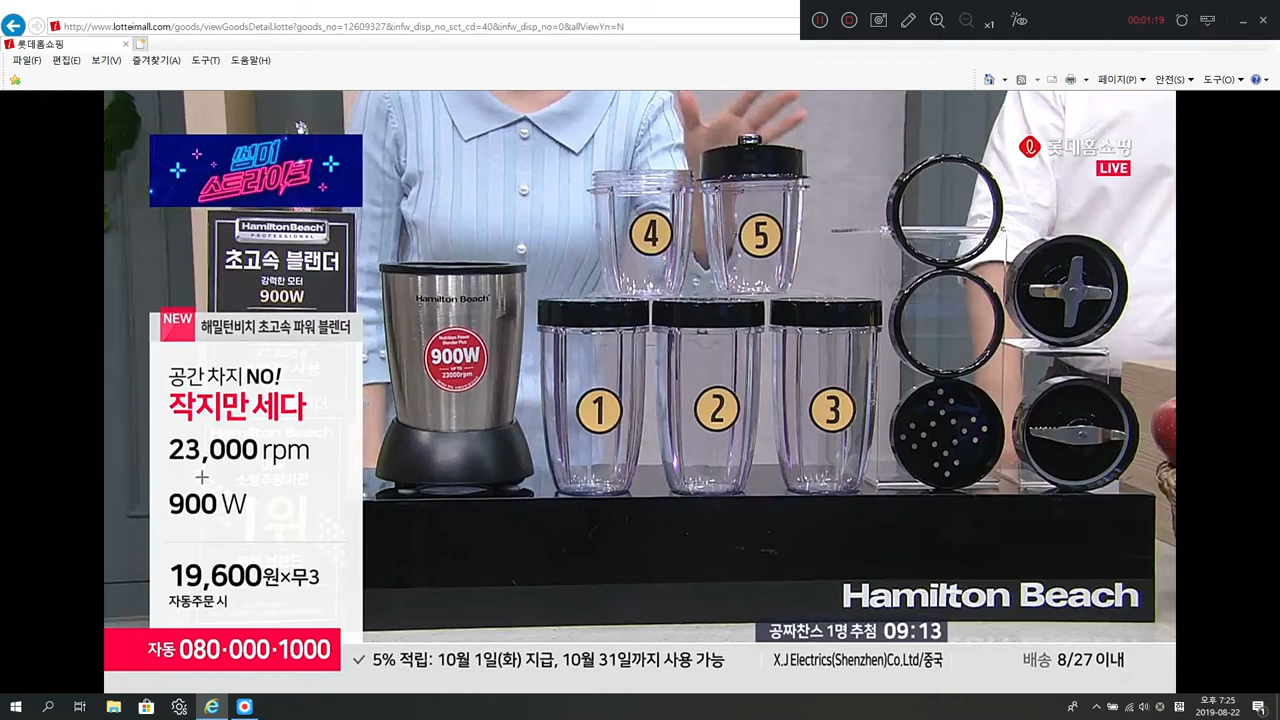 http://www.lotteimall.com/goods/viewGoodsDetail.lotte?goods_no=12609327&infw_disp_no_sct_cd=40&infw_disp_no=0&allViewYn=N
×1
00:01:19
롯데홈쇼핑
파일(F) 편집(E) 보기(V) 즐겨찾기(A) 도구(T) 도움말(H)
페이지(P) 안전(S) 도구(O)
썸머
스트라이크
롯데홈쇼핑
LIVE
Hamilton Beach
PROFESSIONAL
초고속 블랜더
강력한 모터
900W
NEW 해밀턴비치 초고속 파워 블렌더
공간 차지 NO!
작지만 세다
23,000 rpm
+
900 W
19,600원×무3
자동주문 시
Hamilton Beach
Nutrition Power
Blender Plus
900W
UP TO
23000rpm
4
5
1
2
3
Hamilton Beach
공짜찬스 1명 추첨 09:13
자동 080·000·1000
5% 적립: 10월 1일(화) 지급, 10월 31일까지 사용 가능
X.J Electrics(Shenzhen)Co.Ltd/중국
배송 8/27 이내
오후 7:25
2019-08-22